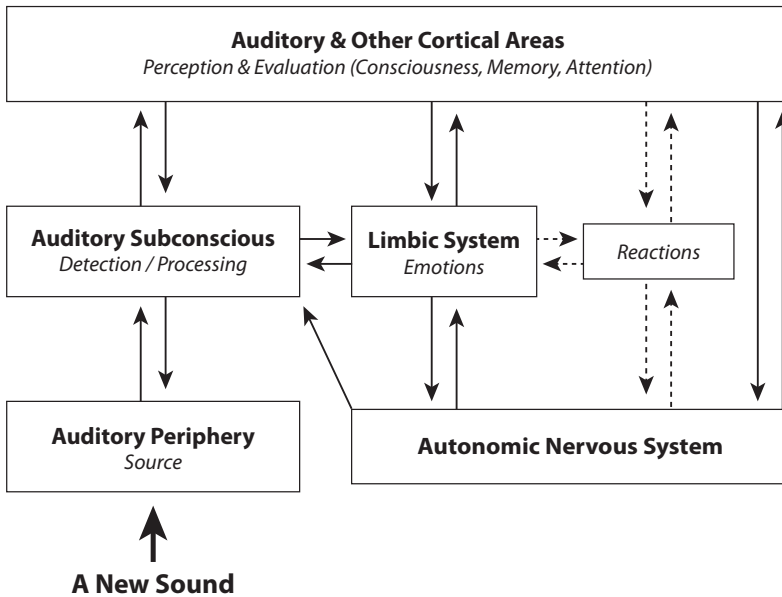 Auditory & Other Cortical Areas
Perception & Evaluation (Consciousness, Memory, Attention)
Auditory Subconscious
Detection / Processing
Limbic System
Emotions
Reactions
Auditory Periphery
Source
Autonomic Nervous System
A New Sound